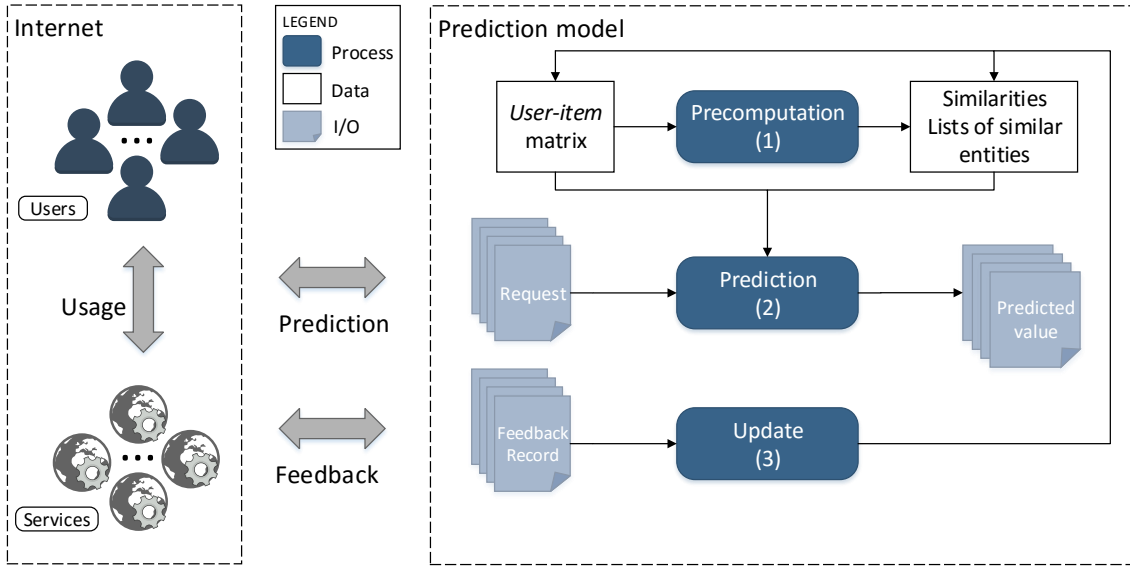 Internet
Users
Usage
Services
LEGEND
Process
Data
I/O
Prediction
Feedback
Prediction model
User-item
matrix
Precomputation
(1)
Similarities
Lists of similar
entities
Request
Prediction
(2)
Predicted
value
Feedback
Record
Update
(3)